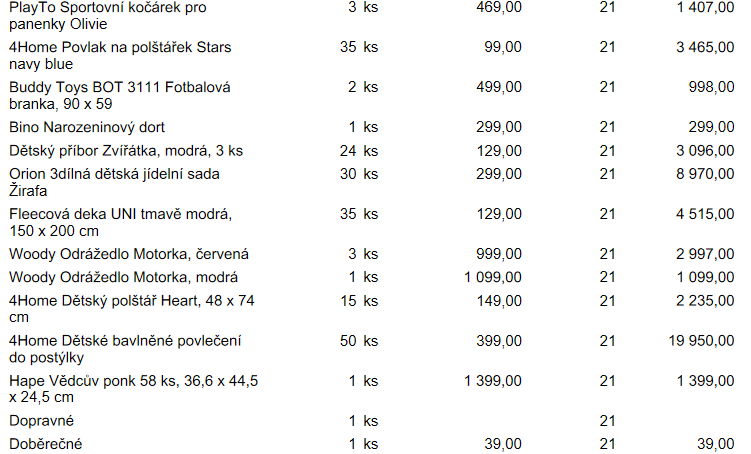 PlayTo Sportovní kočárek pro 3 ks 469,00 21 1 407,00
panenky Olivie
4Home Povlak na polštářek Stars 35 ks 99,00 21 3 465,00
navy blue
Buddy Toys BOT 3111 Fotbalová 2 ks 499,00 21 998,00
branka, 90 x 59
Bino Narozeninový dort 1 ks 299,00 21 299,00
Dětský příbor Zvířátka, modrá, 3 ks 24 ks 129,00 21 3 096,00
Orion 3dílná dětská jídelní sada 30 ks 299,00 21 8 970,00
Žirafa
Fleecová deka UNI tmavě modrá, 35 ks 129,00 21 4 515,00
150 x 200 cm
Woody Odrážedlo Motorka, červená 3 ks 999,00 21 2 997,00
Woody Odrážedlo Motorka, modrá 1 ks 1 099,00 21 1 099,00
4Home Dětský polštář Heart, 48 x 74 15 ks 149,00 21 2 235,00
cm
4Home Dětské bavlněné povlečení 50 ks 399,00 21 19 950,00
do postýlky
Hape Vědcův ponk 58 ks, 36,6 x 44,5 1 ks 1 399,00 21 1 399,00
x 24,5 cm
Dopravné 1 ks 21
Doběrečné 1 ks 39,00 21 39,00